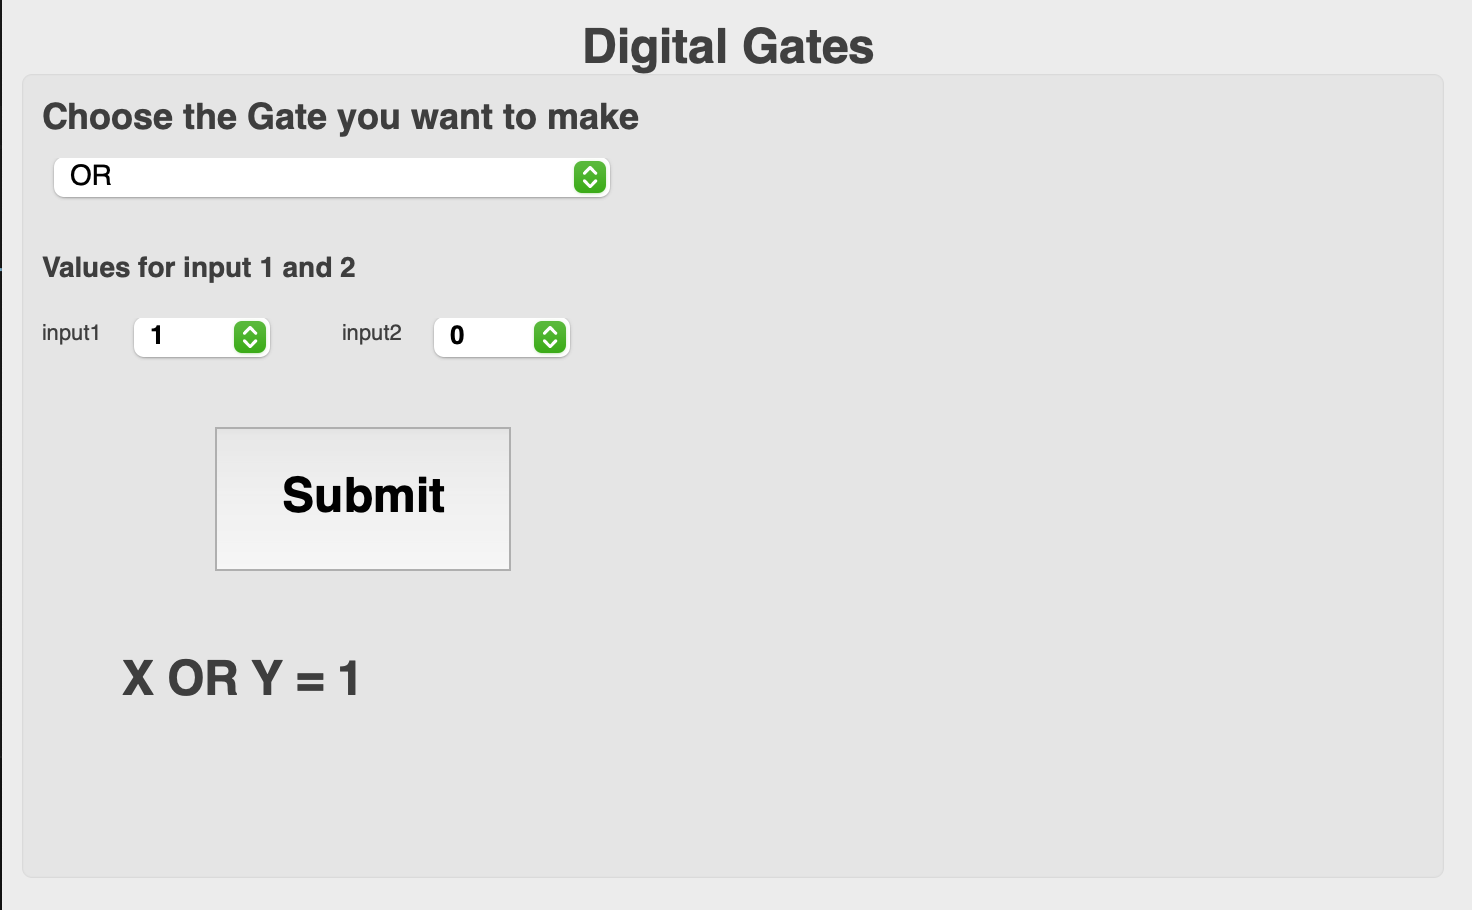 Digital Gates
Choose the Gate you want to make
OR
Values for input 1 and 2
input1 1 input2 0
Submit
X OR Y = 1